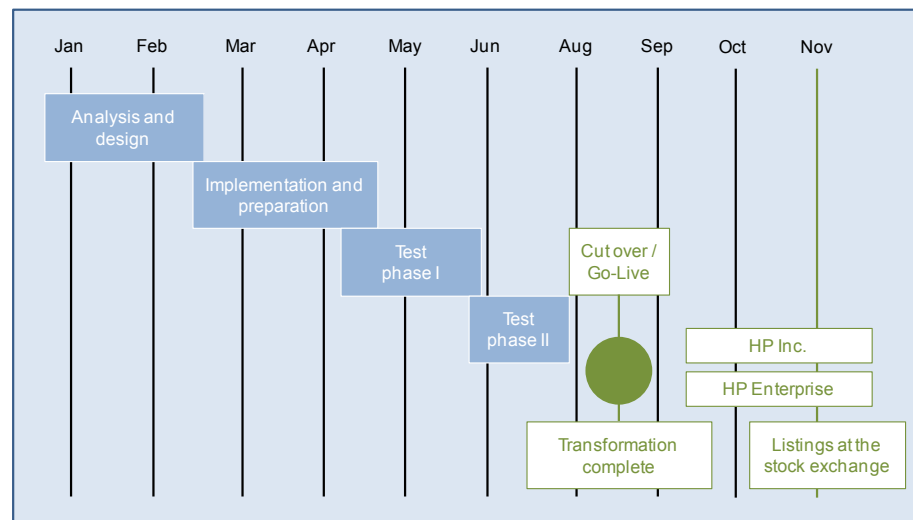 Jan Feb Mar Apr May Jun Aug Sep Oct Nov
Analysis and
design
Implementation and
preparation
Test
phase I
Cut over /
Go-Live
Test
phase II
HP Inc.
HP Enterprise
Transformation
complete
Listings at the
stock exchange